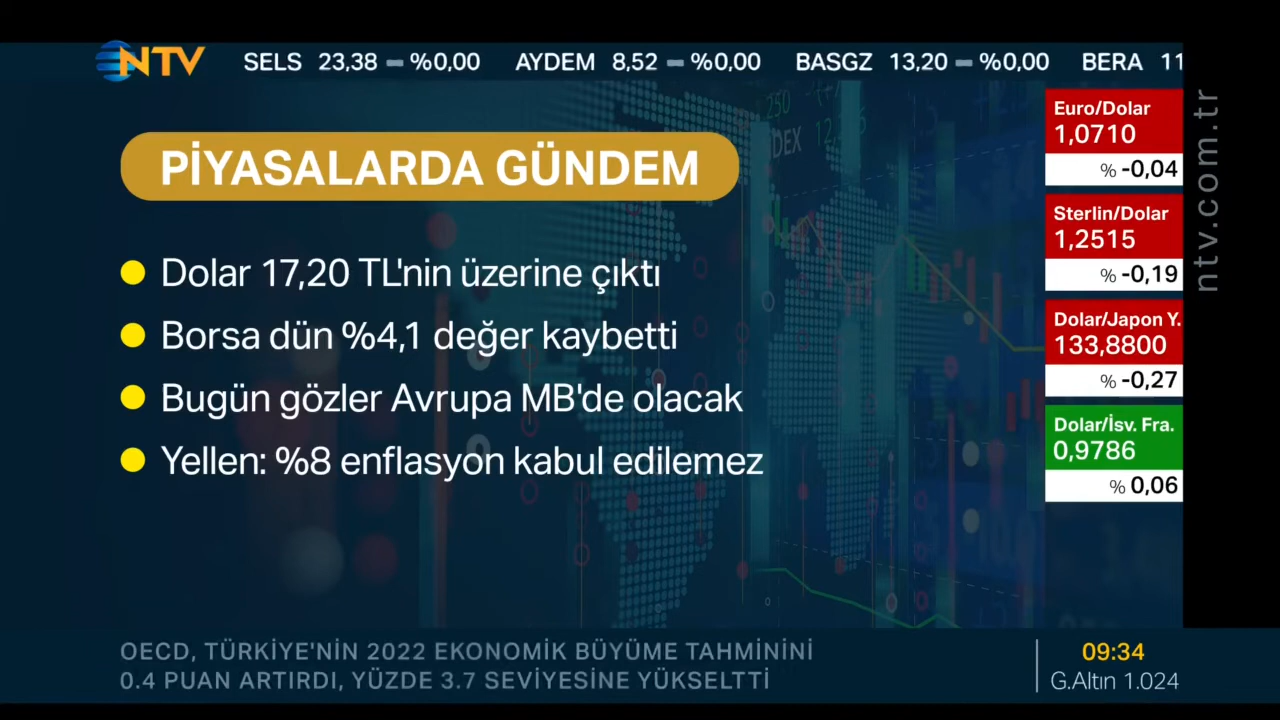 NTV
SELS 23,38 %0,00 AYDEM 8,52 %0,00 BASGZ 13,20 %0,00 BERA 11
PİYASALARDA GÜNDEM
Dolar 17,20 TL'nin üzerine çıktı
Borsa dün %4,1 değer kaybetti
Bugün gözler Avrupa MB'de olacak
Yellen: %8 enflasyon kabul edilemez
Euro/Dolar
1,0710
% -0,04
Sterlin/Dolar
1,2515
% -0,19
Dolar/Japon Y.
133,8800
% -0,27
Dolar/İsv. Fra.
0,9786
% 0,06
ntv.com.tr
OECD, TÜRKİYE'NİN 2022 EKONOMİK BÜYÜME TAHMİNİNİ
0.4 PUAN ARTIRDI, YÜZDE 3.7 SEVİYESİNE YÜKSELTTİ
09:34
G.Altın 1.024